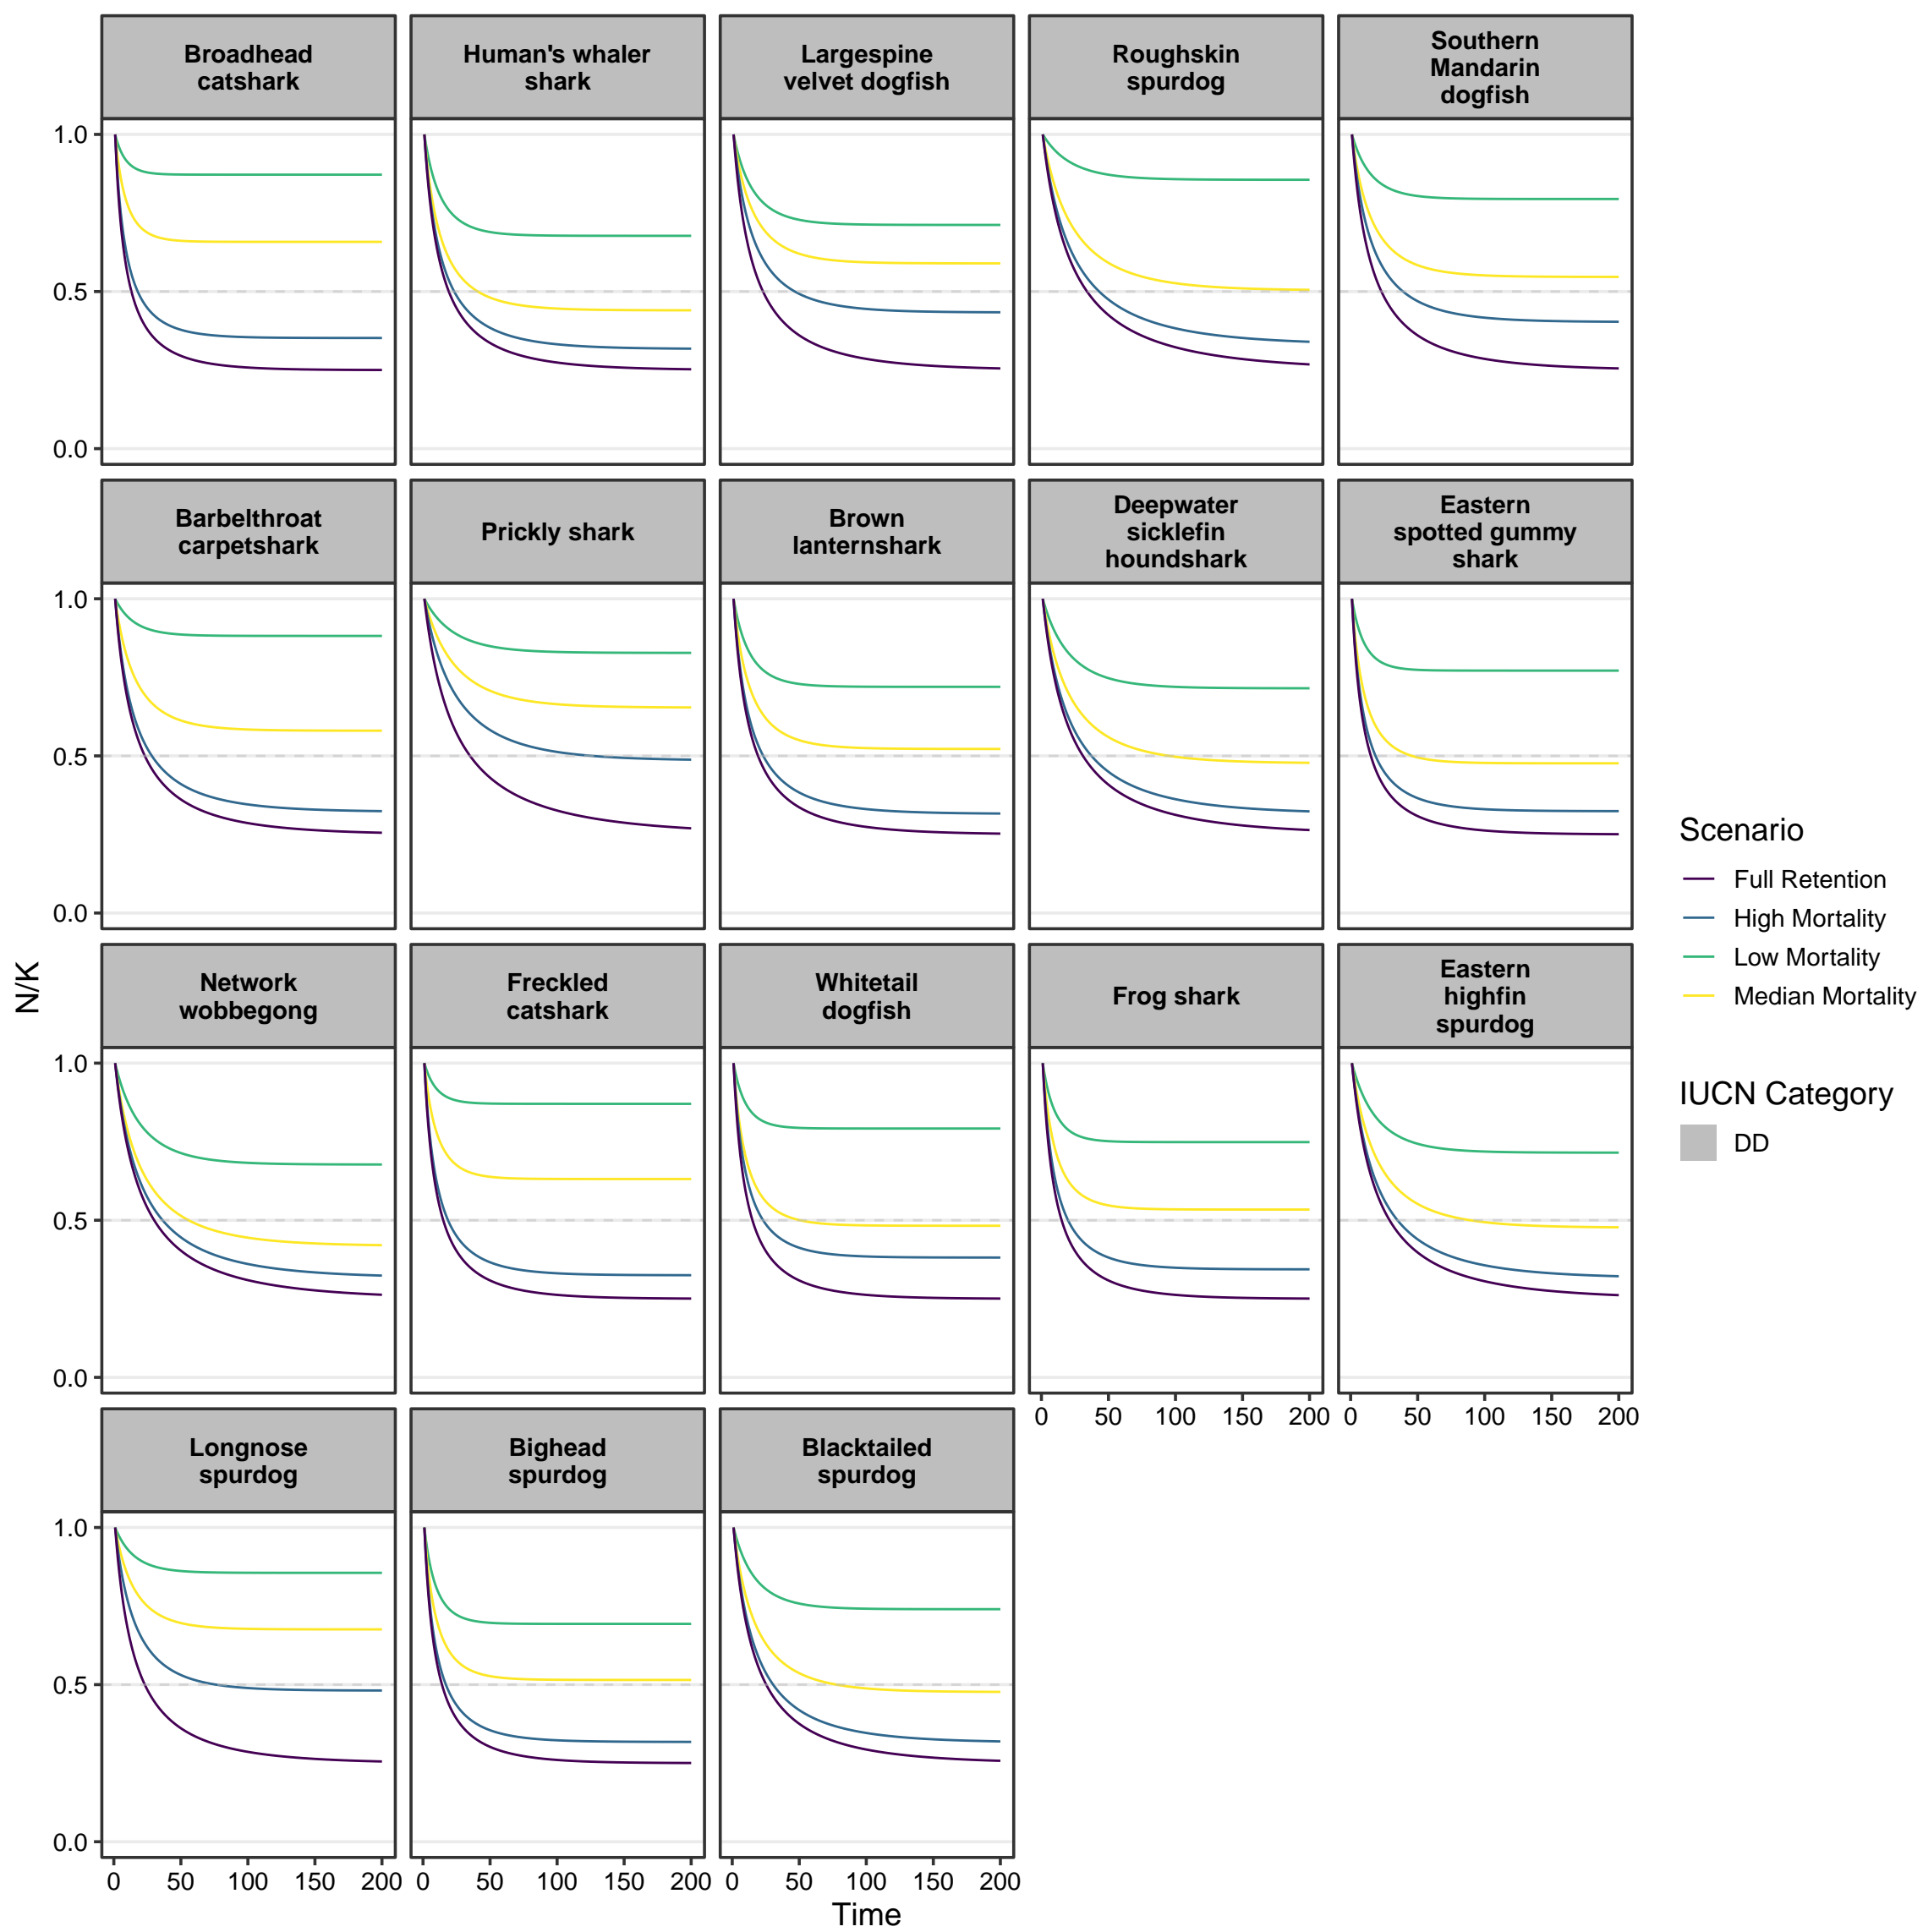 Broadhead
catshark
Human's whaler
shark
Largespine
velvet dogfish
Roughskin
spurdog
Southern
Mandarin
dogfish
1.0
0.5
0.0
Barbelthroat
carpetshark
Prickly shark
Brown
lanternshark
Deepwater
sicklefin
houndshark
Eastern
spotted gummy
shark
1.0
0.5
0.0
Network
wobbegong
Freckled
catshark
Whitetail
dogfish
Frog shark
Eastern
highfin
spurdog
1.0
0.5
0.0
0 50 100 150 200
0 50 100 150 200
Longnose
spurdog
Bighead
spurdog
Blacktailed
spurdog
1.0
0.5
0.0
0 50 100 150 200
0 50 100 150 200
0 50 100 150 200
Time
N/K
Scenario
Full Retention
High Mortality
Low Mortality
Median Mortality
IUCN Category
DD